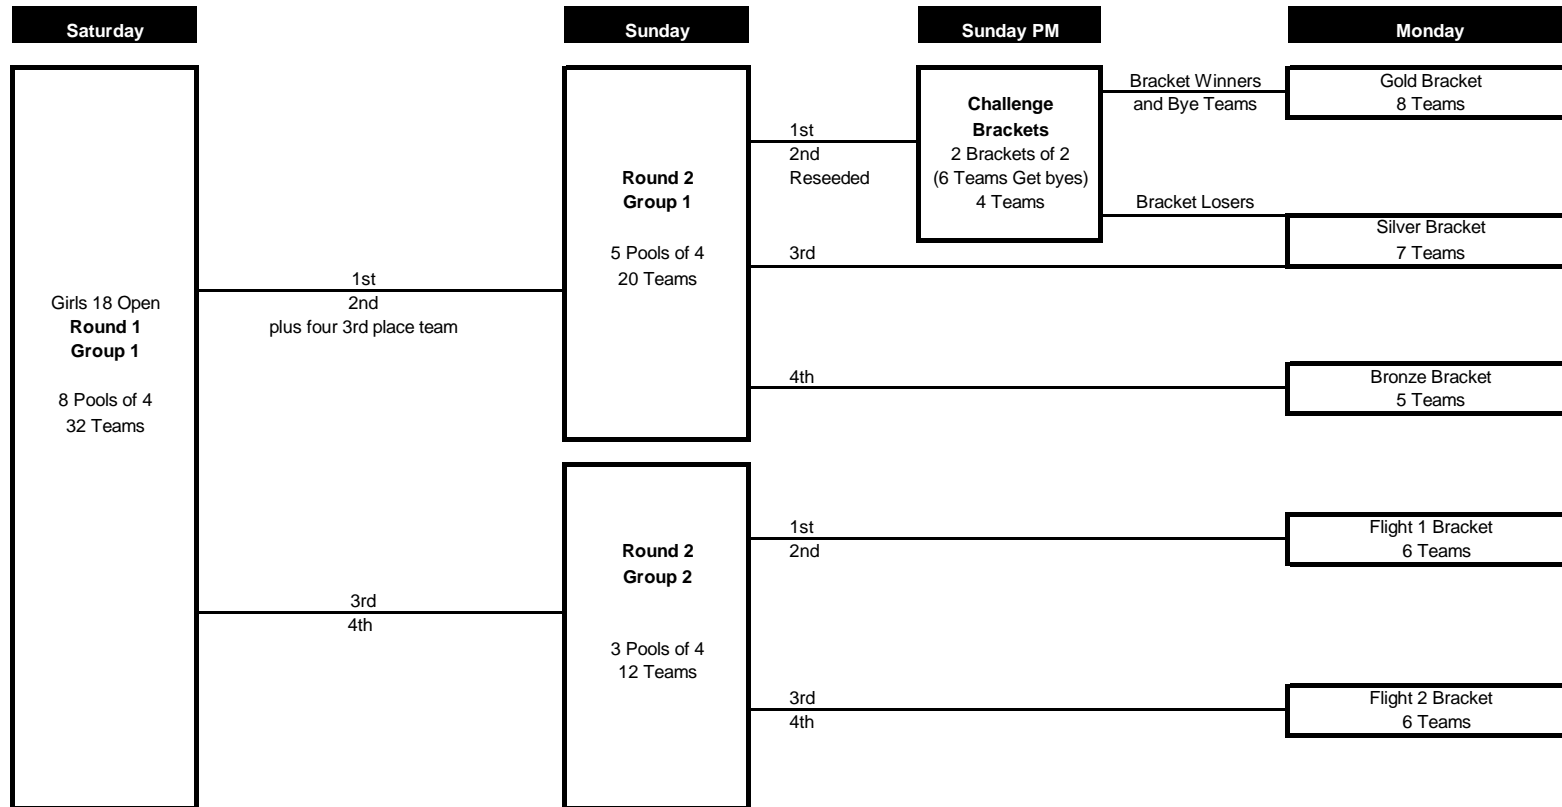 Saturday
Sunday
Sunday PM
Monday
Girls 18 Open
Round 1
Group 1
8 Pools of 4
32 Teams
1st
2nd
plus four 3rd place team
3rd
4th
Round 2
Group 1
5 Pools of 4
20 Teams
1st
2nd
Reseeded
3rd
4th
Round 2
Group 2
3 Pools of 4
12 Teams
1st
2nd
3rd
4th
Challenge
Brackets
2 Brackets of 2
(6 Teams Get byes)
4 Teams
Bracket Winners
and Bye Teams
Bracket Losers
Gold Bracket
8 Teams
Silver Bracket
7 Teams
Bronze Bracket
5 Teams
Flight 1 Bracket
6 Teams
Flight 2 Bracket
6 Teams